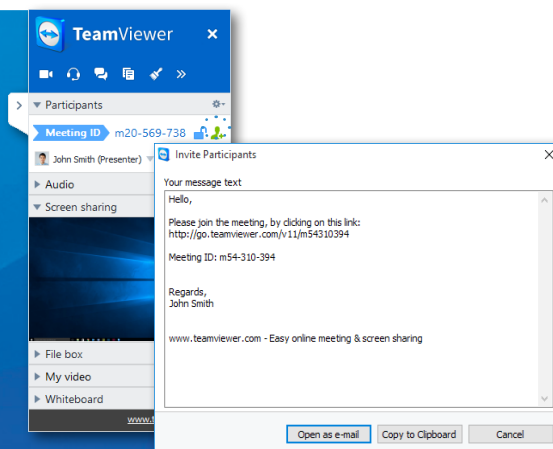 TeamViewer
Participants
Meeting ID m20-569-738
John Smith (Presenter)
Audio
Screen sharing
File box
My video
Whiteboard
www.
Invite Participants
Your message text
Hello,
Please join the meeting, by clicking on this link:
http://go.teamviewer.com/v11/m54310394
Meeting ID: m54-310-394
Regards,
John Smith
www.teamviewer.com - Easy online meeting & screen sharing
Open as e-mail Copy to Clipboard Cancel